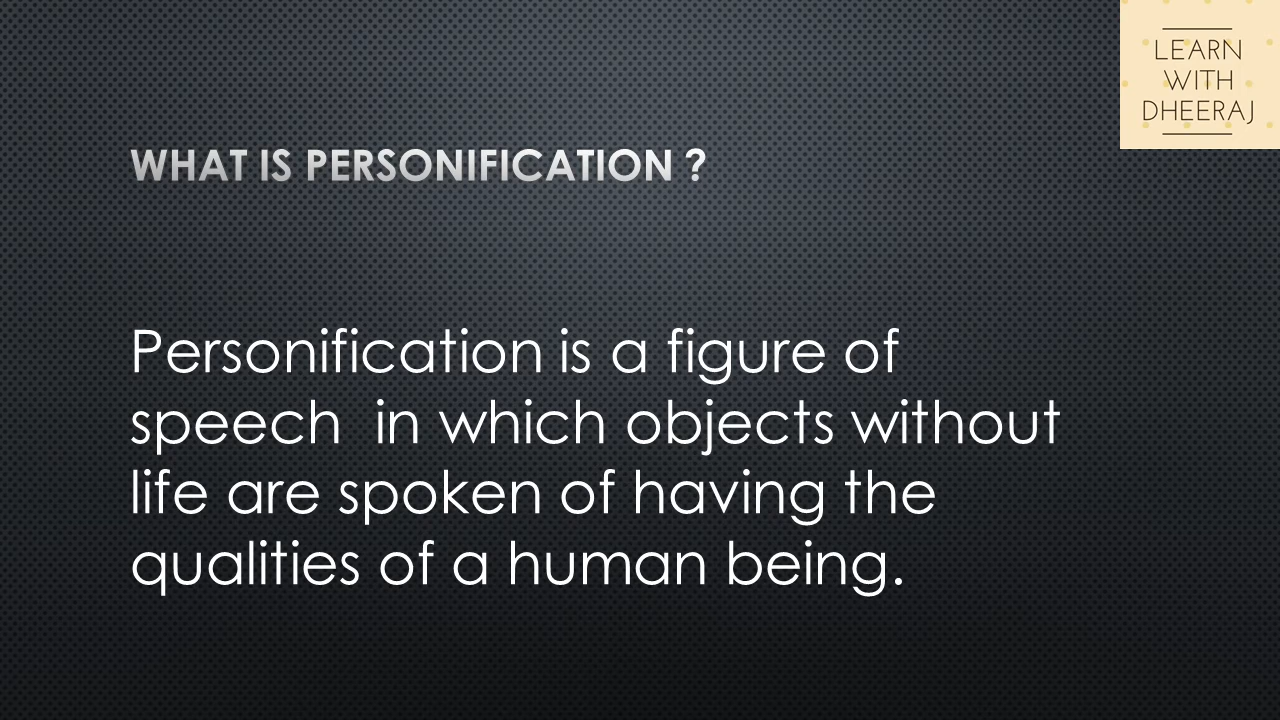 LEARN
WITH
DHEERAJ
WHAT IS PERSONIFICATION ?
Personification is a figure of
speech  in which objects without
life are spoken of having the
qualities of a human being.